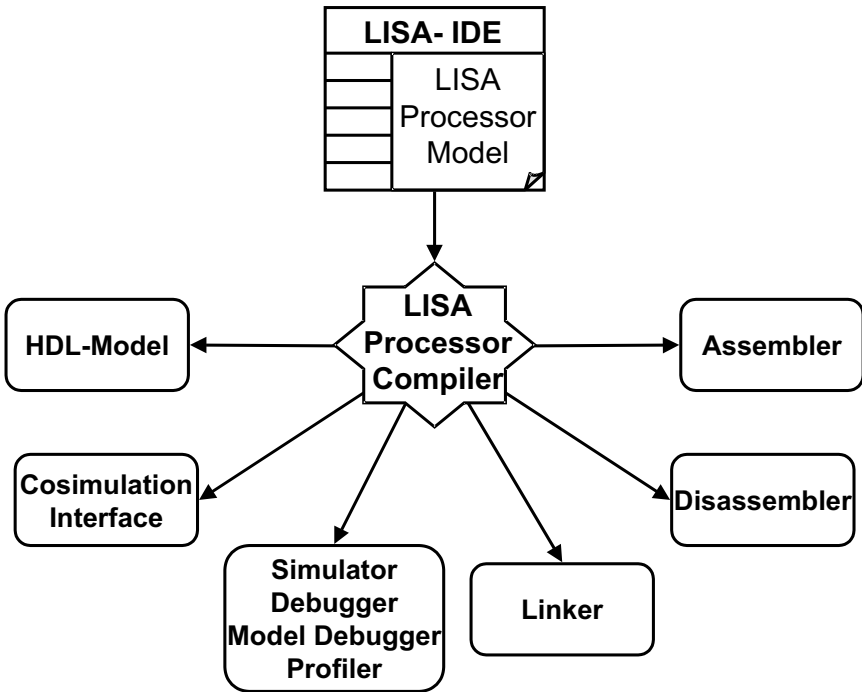 LISA- IDE
LISA
Processor
Model
LISA
Processor
Compiler
HDL-Model
Assembler
Cosimulation
Interface
Disassembler
Simulator
Debugger
Model Debugger
Profiler
Linker